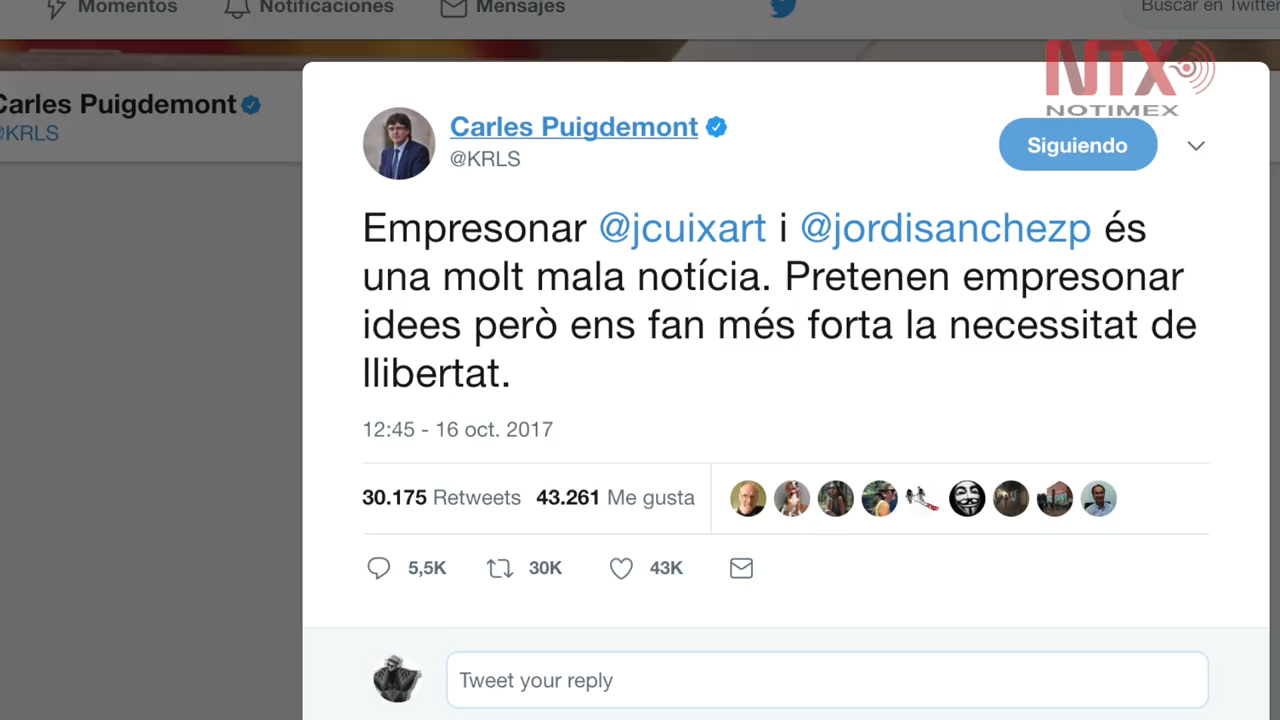 Momentos
Notificaciones
Mensajes
Buscar en Twitter
NTX
NOTIMEX
Carles Puigdemont
@KRLS
Carles Puigdemont
@KRLS
Siguiendo
Empresonar @jcuixart i @jordisanchezp és
una molt mala notícia. Pretenen empresonar
idees però ens fan més forta la necessitat de
llibertat.
12:45 - 16 oct. 2017
30.175 Retweets 43.261 Me gusta
5,5K 30K 43K
Tweet your reply